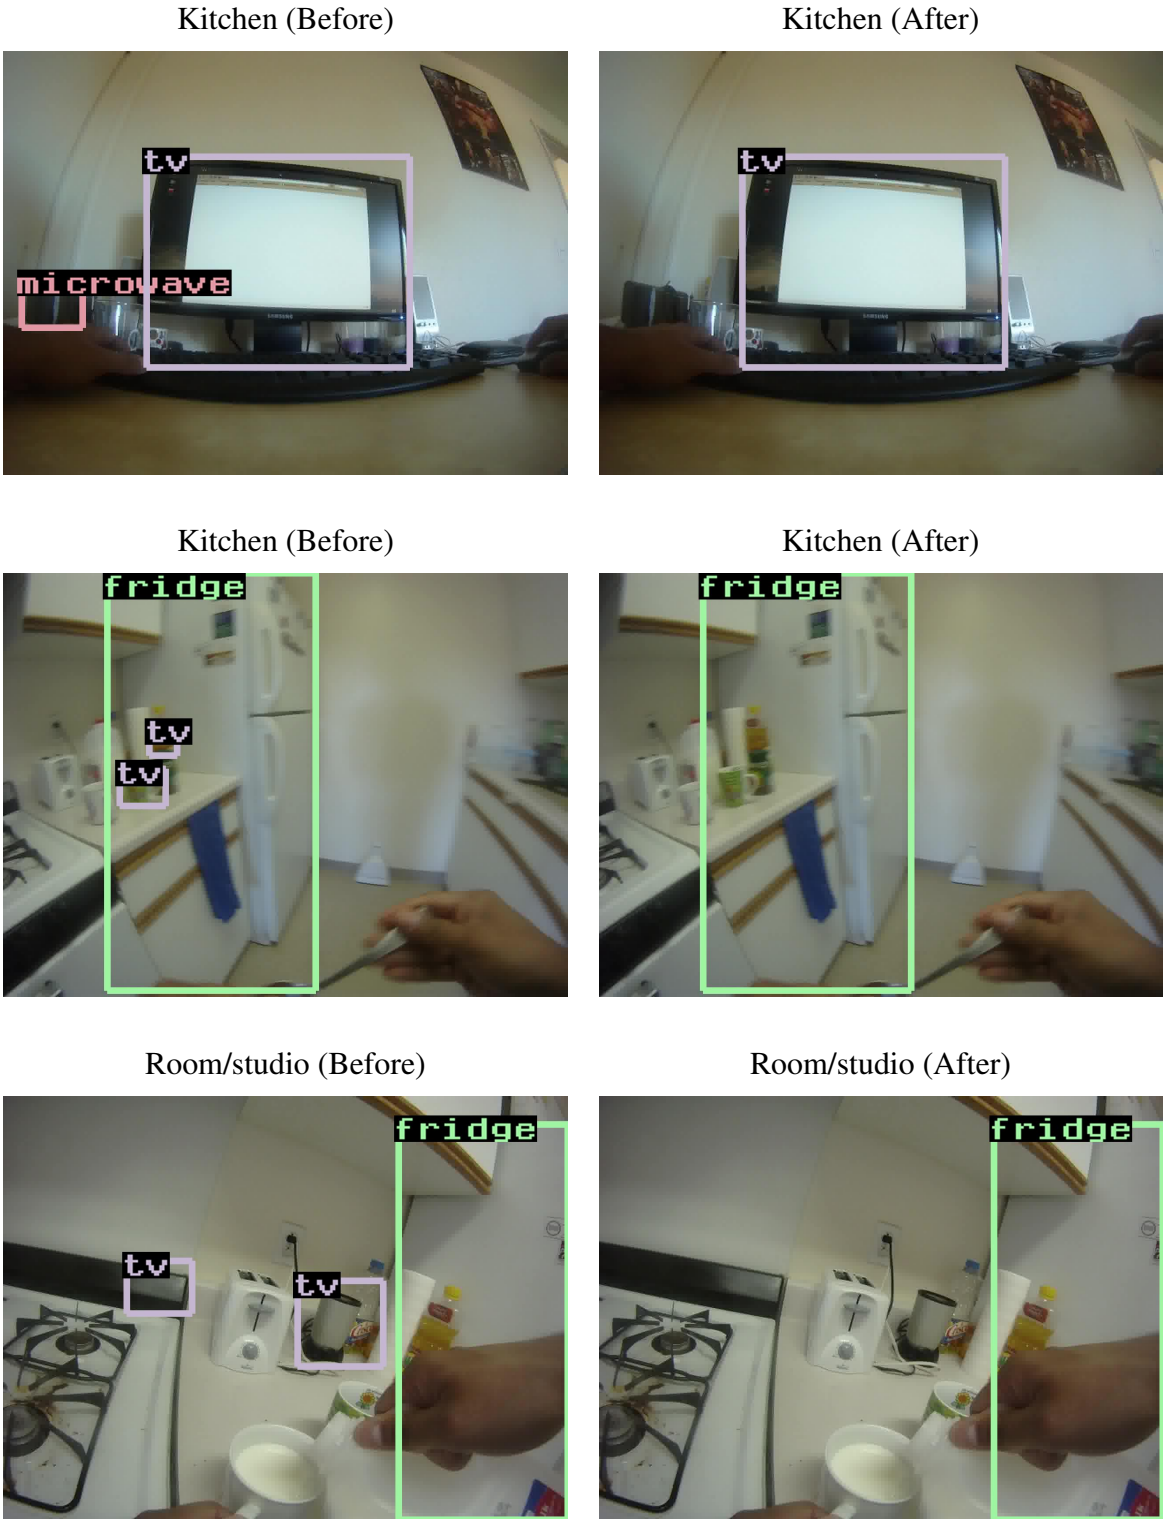 Kitchen (Before)
Kitchen (After)
tv
microwave
SAMSUNG
tv
SAMSUNG
Kitchen (Before)
Kitchen (After)
fridge
tv
tv
fridge
Room/studio (Before)
Room/studio (After)
fridge
tv
tv
fridge